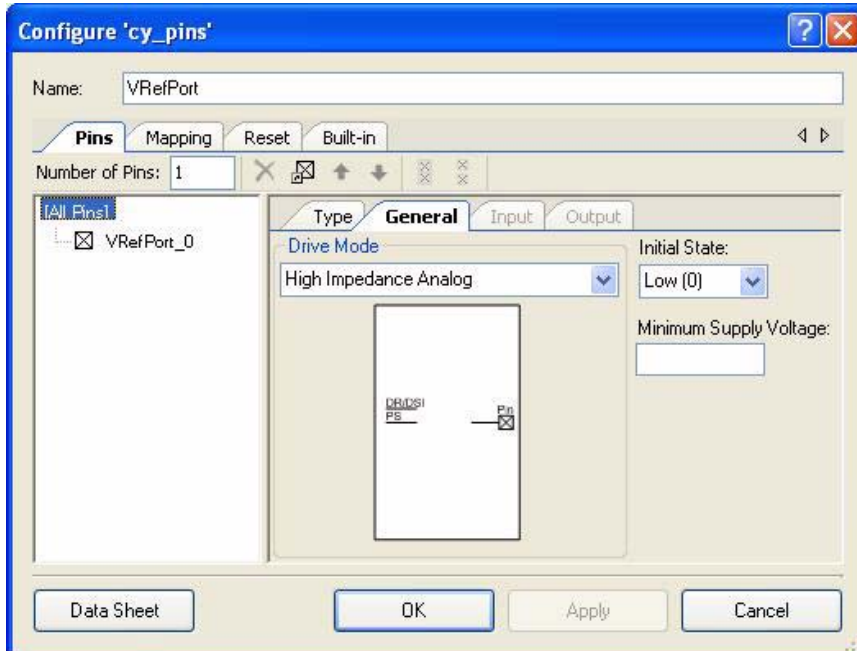 Configure 'cy_pins'
Name: VRefPort
Pins Mapping Reset Built-in
Number of Pins: 1
[All Pins]
VRefPort_0
Type General Input Output
Drive Mode
High Impedance Analog
Initial State:
Low (0)
Minimum Supply Voltage:
DR/DSI
PS
Pin
Data Sheet OK Apply Cancel